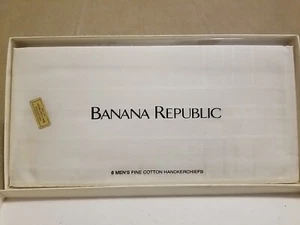 BANANA REPUBLIC
6 MEN'S FINE COTTON HANDKERCHIEFS